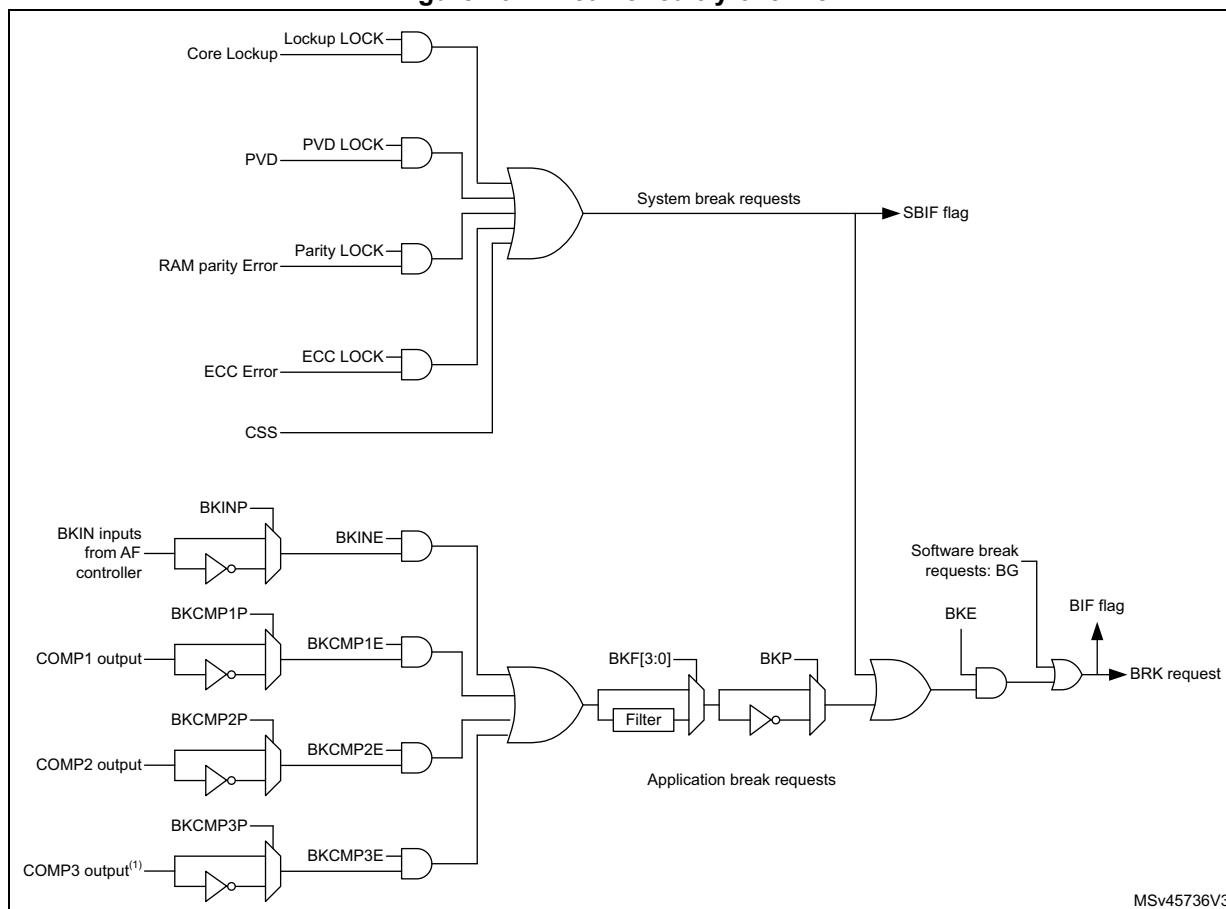 Lockup LOCK
Core Lockup
PVD LOCK
PVD
System break requests
SBIF flag
Parity LOCK
RAM parity Error
ECC LOCK
ECC Error
CSS
BKINP
BKIN inputs
from AF
controller
BKINE
Software break
requests: BG
BKCMP1P
BKE
BIF flag
BKCMP1E
COMP1 output
BKF[3:0]
BKP
BRK request
BKCMP2P
Filter
BKCMP2E
COMP2 output
Application break requests
BKCMP3P
BKCMP3E
COMP3 output(1)
MSv45736V3